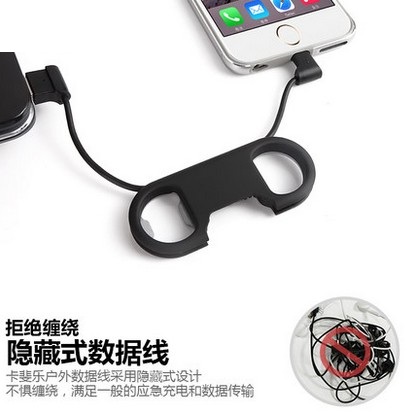 拒绝缠绕
隐藏式数据线
卡斐乐户外数据线采用隐藏式设计
不惧缠绕，满足一般的应急充电和数据传输